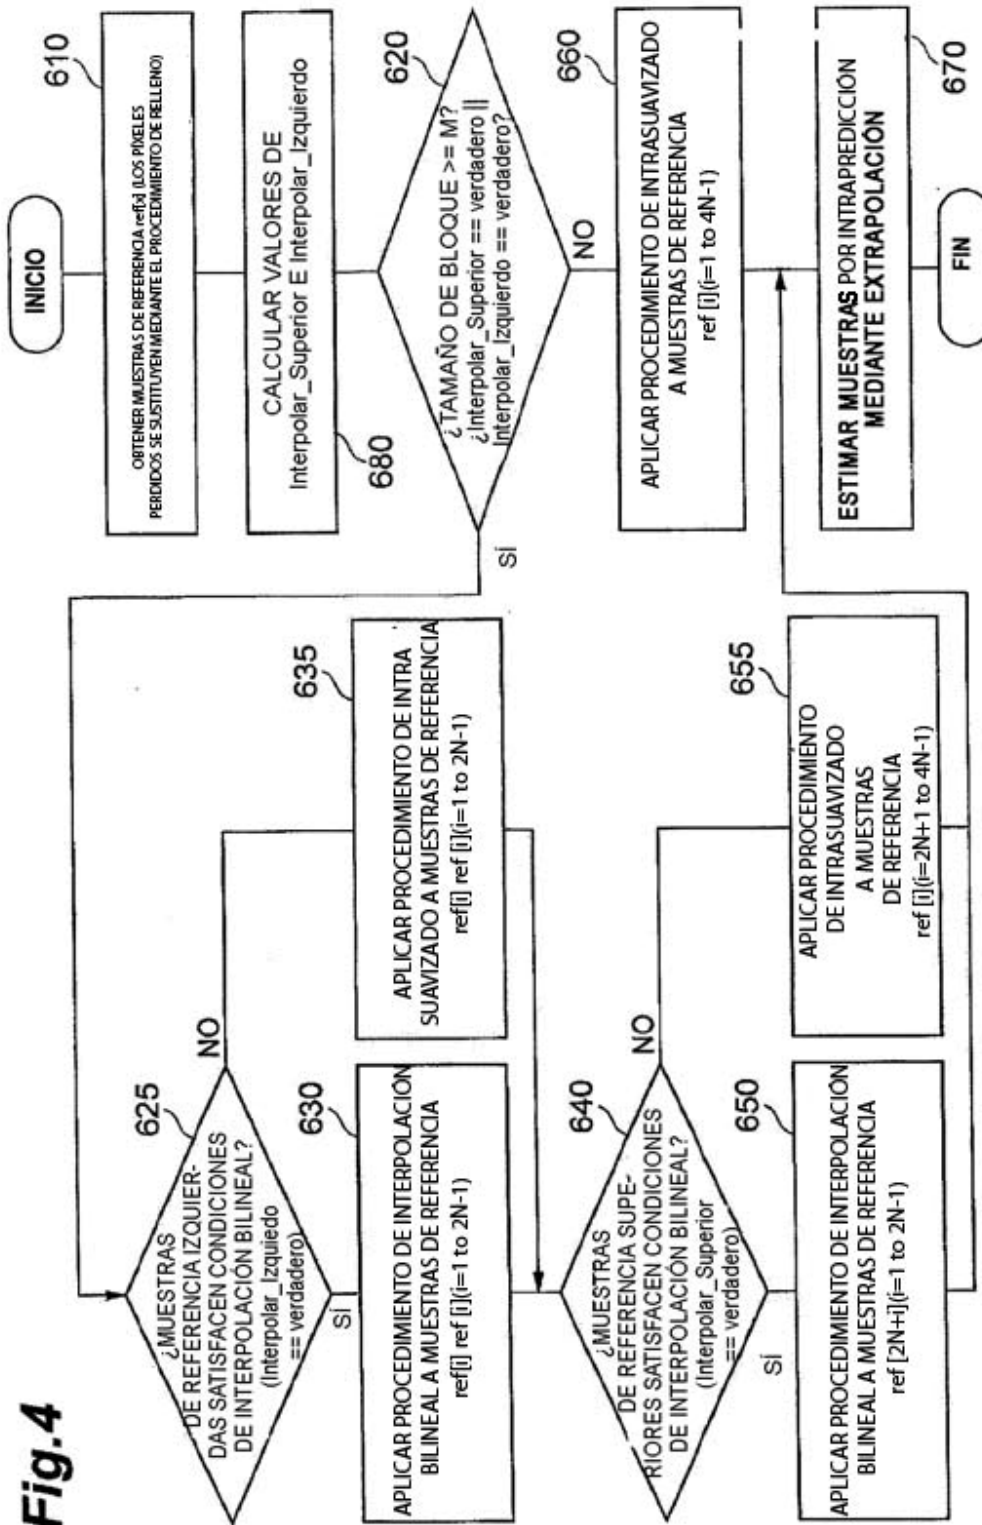 Fig.4
INICIO
610
OBTENER MUESTRAS DE REFERENCIA ref[x] (LOS PÍXELES
PERDIDOS SE SUSTITUYEN MEDIANTE EL PROCEDIMIENTO DE RELLENO)
680
CALCULAR VALORES DE
Interpolar_Superior E Interpolar_Izquierdo
620
¿TAMAÑO DE BLOQUE >= M?
¿Interpolar_Superior == verdadero ||
Interpolar_Izquierdo == verdadero?
SÍ
NO
660
APLICAR PROCEDIMIENTO DE INTRASUAVIZADO
A MUESTRAS DE REFERENCIA
ref [i](i=1 to 4N-1)
670
ESTIMAR MUESTRAS POR INTRAPREDICCIÓN
MEDIANTE EXTRAPOLACIÓN
FIN
625
¿MUESTRAS
DE REFERENCIA IZQUIER-
DAS SATISFACEN CONDICIONES
DE INTERPOLACIÓN BILINEAL?
(Interpolar_Izquiedo
== verdadero)
NO
SÍ
635
APLICAR PROCEDIMIENTO DE INTRA
SUAVIZADO A MUESTRAS DE REFERENCIA
ref[i] ref [i](i=1 to 2N-1)
630
APLICAR PROCEDIMIENTO DE INTERPOLACIÓN
BILINEAL A MUESTRAS DE REFERENCIA
ref[i] ref [i](i=1 to 2N-1)
640
¿MUESTRAS
DE REFERENCIA SUPE-
RIORES SATISFACEN CONDICIONES
DE INTERPOLACIÓN BILINEAL?
(Interpolar_Superior
== verdadero)
NO
SÍ
655
APLICAR PROCEDIMIENTO
DE INTRASUAVIZADO
A MUESTRAS
DE REFERENCIA
ref [i](i=2N+1 to 4N-1)
650
APLICAR PROCEDIMIENTO DE INTERPOLACIÓN
BILINEAL A MUESTRAS DE REFERENCIA
ref [2N+i](i=1 to 2N-1)